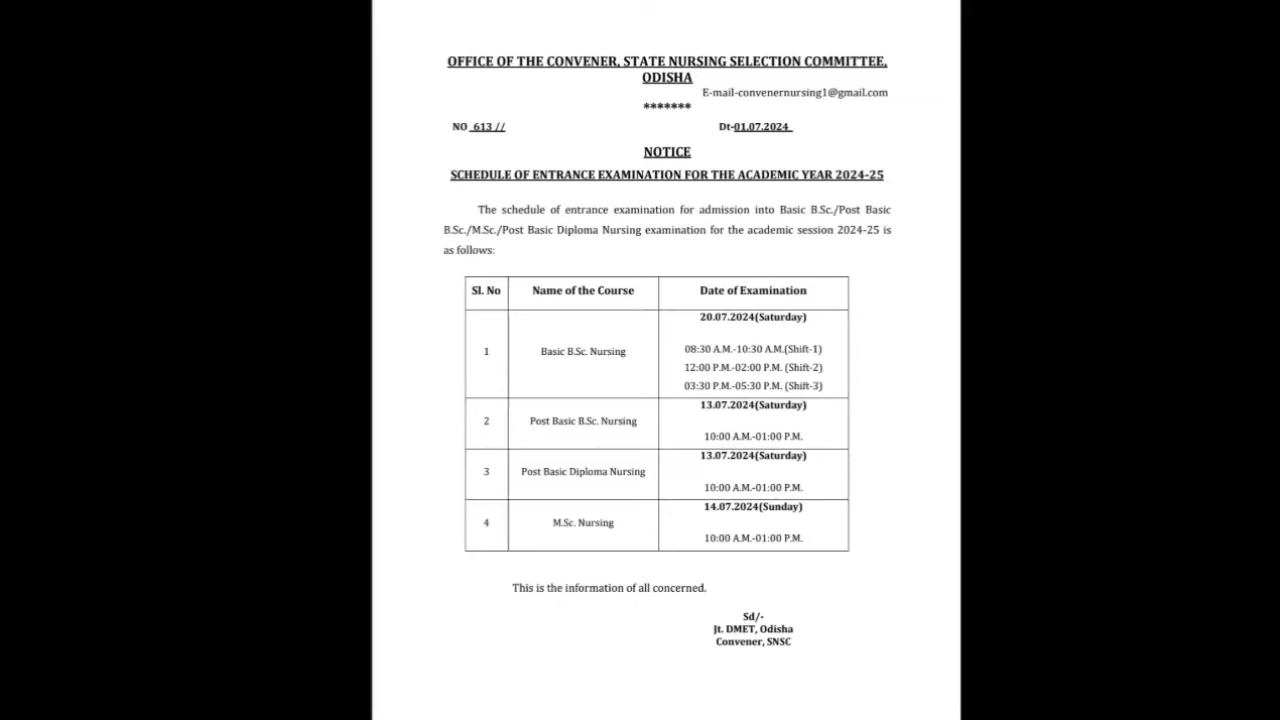 OFFICE OF THE CONVENER, STATE NURSING SELECTION COMMITTEE,
ODISHA
E-mail-convenernursing1@gmail.com
*******
NO 613 // Dt-01.07.2024
NOTICE
SCHEDULE OF ENTRANCE EXAMINATION FOR THE ACADEMIC YEAR 2024-25
The schedule of entrance examination for admission into Basic B.Sc./Post Basic
B.Sc./M.Sc./Post Basic Diploma Nursing examination for the academic session 2024-25 is
as follows:
Sl. No Name of the Course Date of Examination
20.07.2024(Saturday)
08:30 A.M.-10:30 A.M.(Shift-1)
1 Basic B.Sc. Nursing
12:00 P.M.-02:00 P.M. (Shift-2)
03:30 P.M.-05:30 P.M. (Shift-3)
13.07.2024(Saturday)
2 Post Basic B.Sc. Nursing
10:00 A.M.-01:00 P.M.
13.07.2024(Saturday)
3 Post Basic Diploma Nursing
10:00 A.M.-01:00 P.M.
14.07.2024(Sunday)
4 M.Sc. Nursing
10:00 A.M.-01:00 P.M.
This is the information of all concerned.
Sd/-
Jt. DMET, Odisha
Convener, SNSC